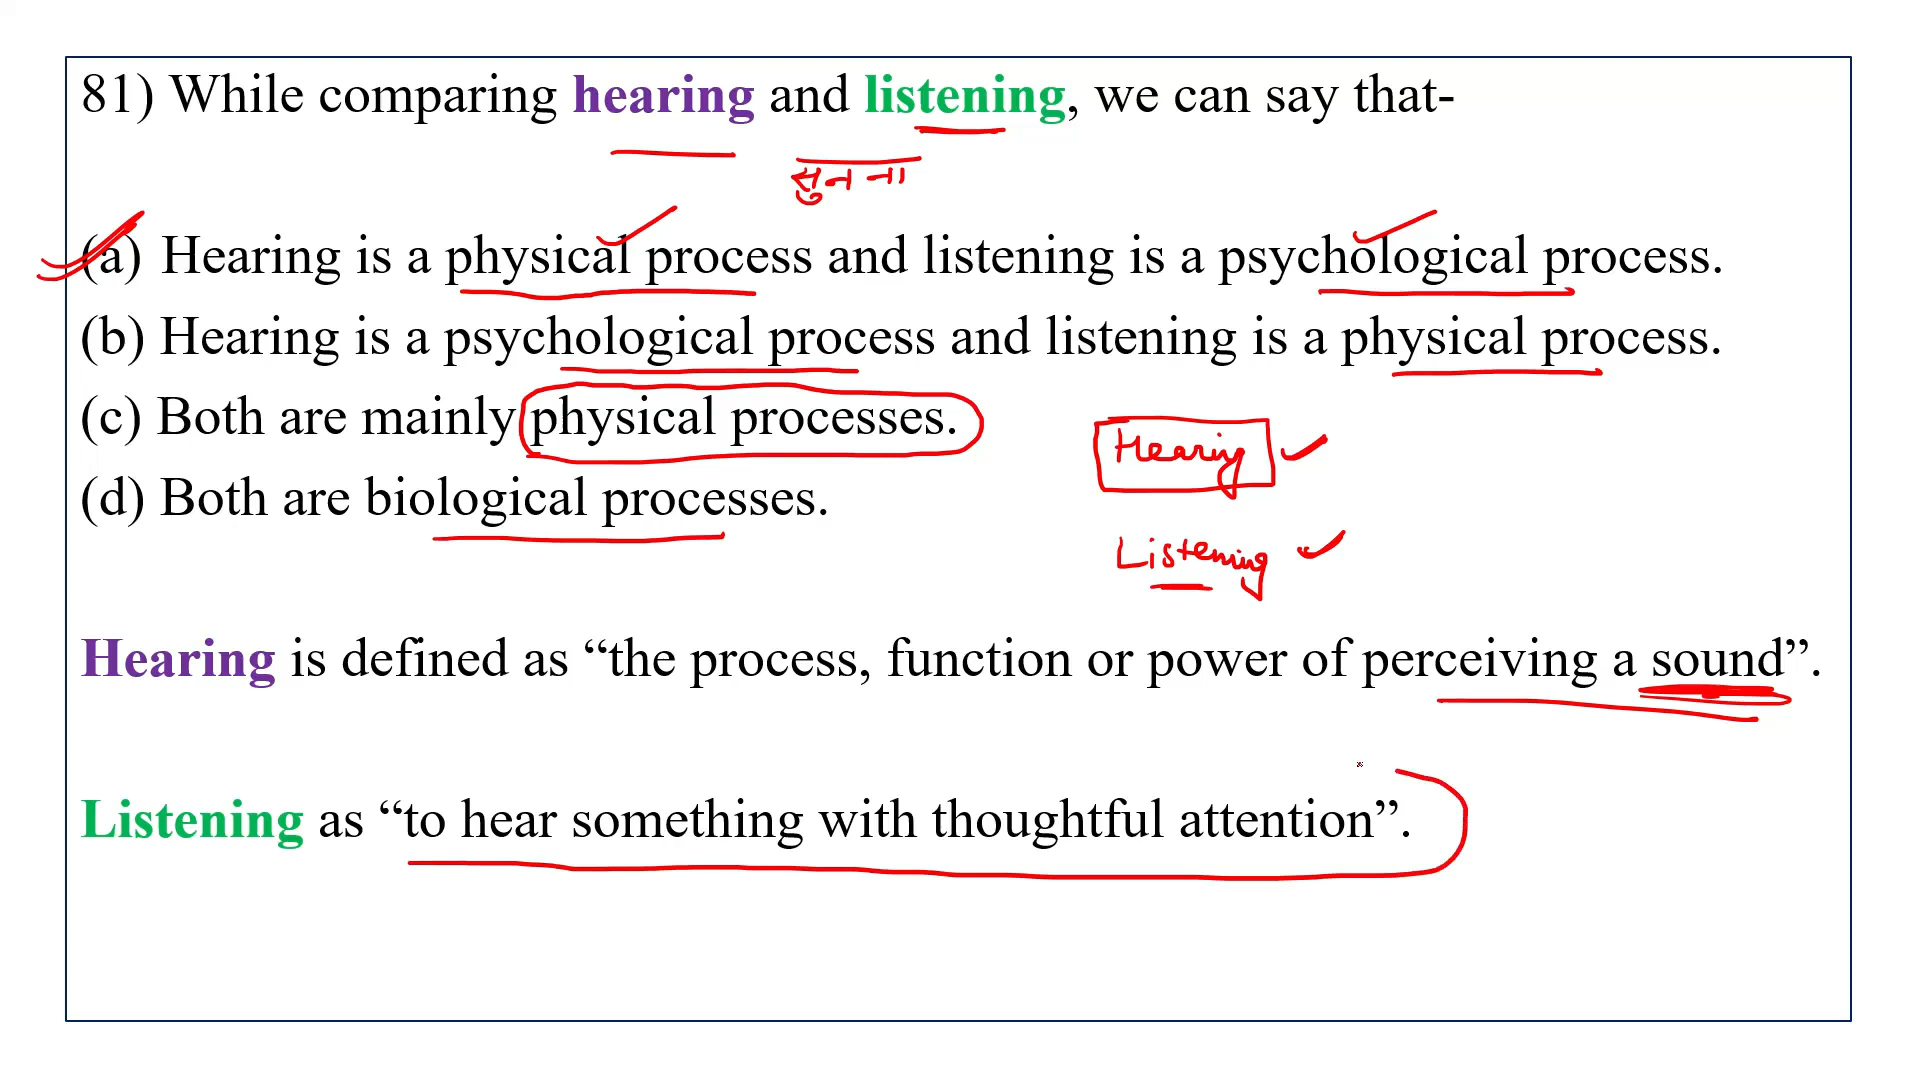 81) While comparing hearing and listening, we can say that-
सुनना
(a) Hearing is a physical process and listening is a psychological process.
(b) Hearing is a psychological process and listening is a physical process.
(c) Both are mainly physical processes.
Hearing
(d) Both are biological processes.
Listening
Hearing is defined as “the process, function or power of perceiving a sound”.
Listening as “to hear something with thoughtful attention”.